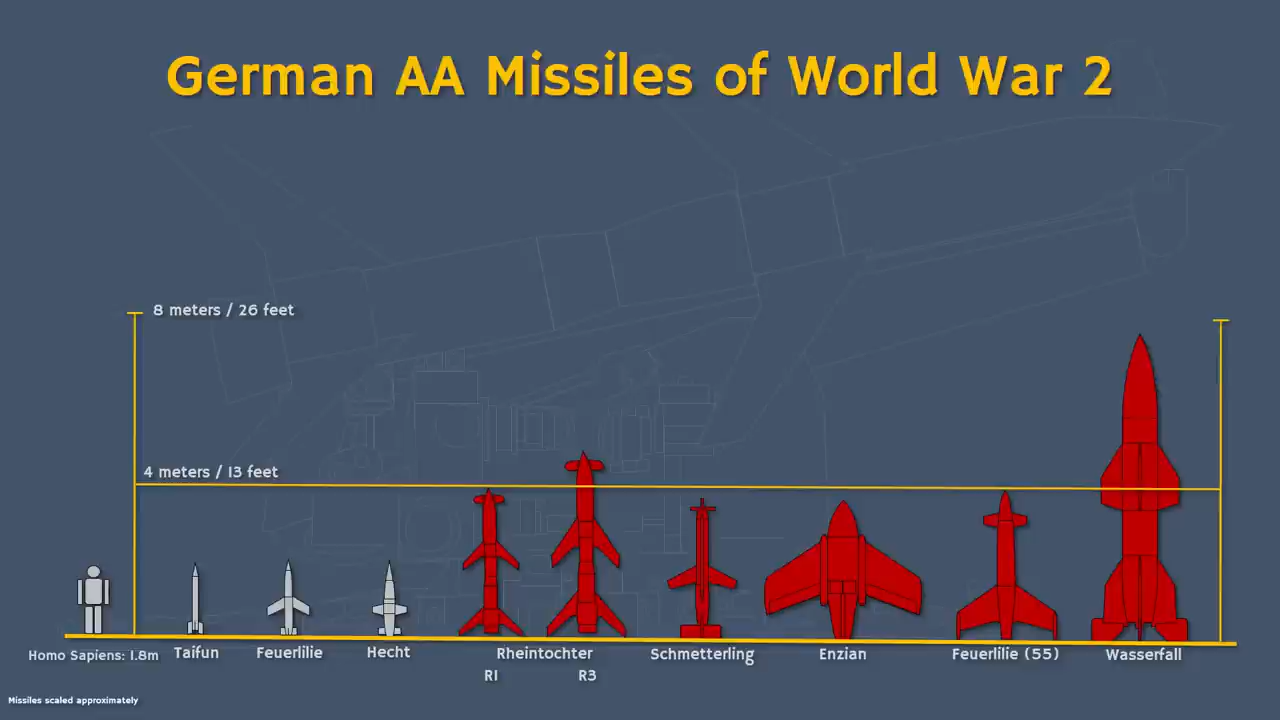 German AA Missiles of World War 2
8 meters / 26 feet
4 meters / 13 feet
Homo Sapiens: 1.8m
Taifun
Feuerlilie
Hecht
Rheintochter
R1
R3
Schmetterling
Enzian
Feuerlilie (55)
Wasserfall
Missiles scaled approximately